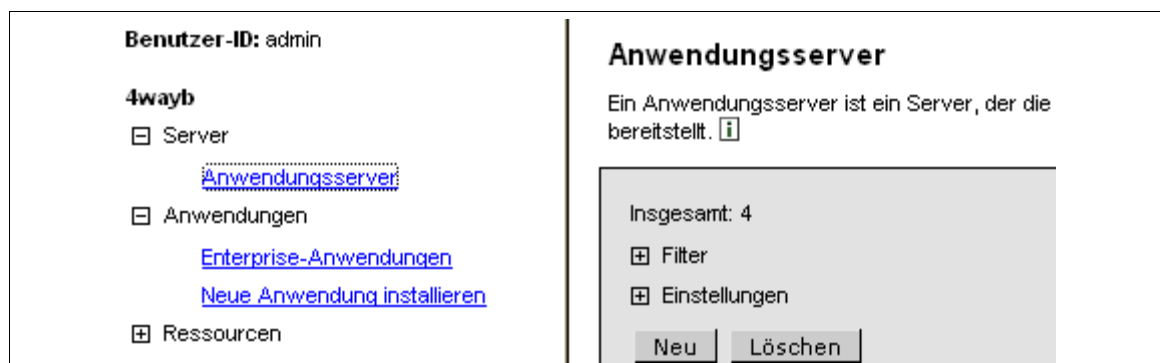 Benutzer-ID: admin
4wayb
Server
Anwendungsserver
Anwendungen
Enterprise-Anwendungen
Neue Anwendung installieren
Ressourcen
Anwendungsserver
Ein Anwendungsserver ist ein Server, der die
bereitstellt. i
Insgesamt: 4
Filter
Einstellungen
Neu Löschen